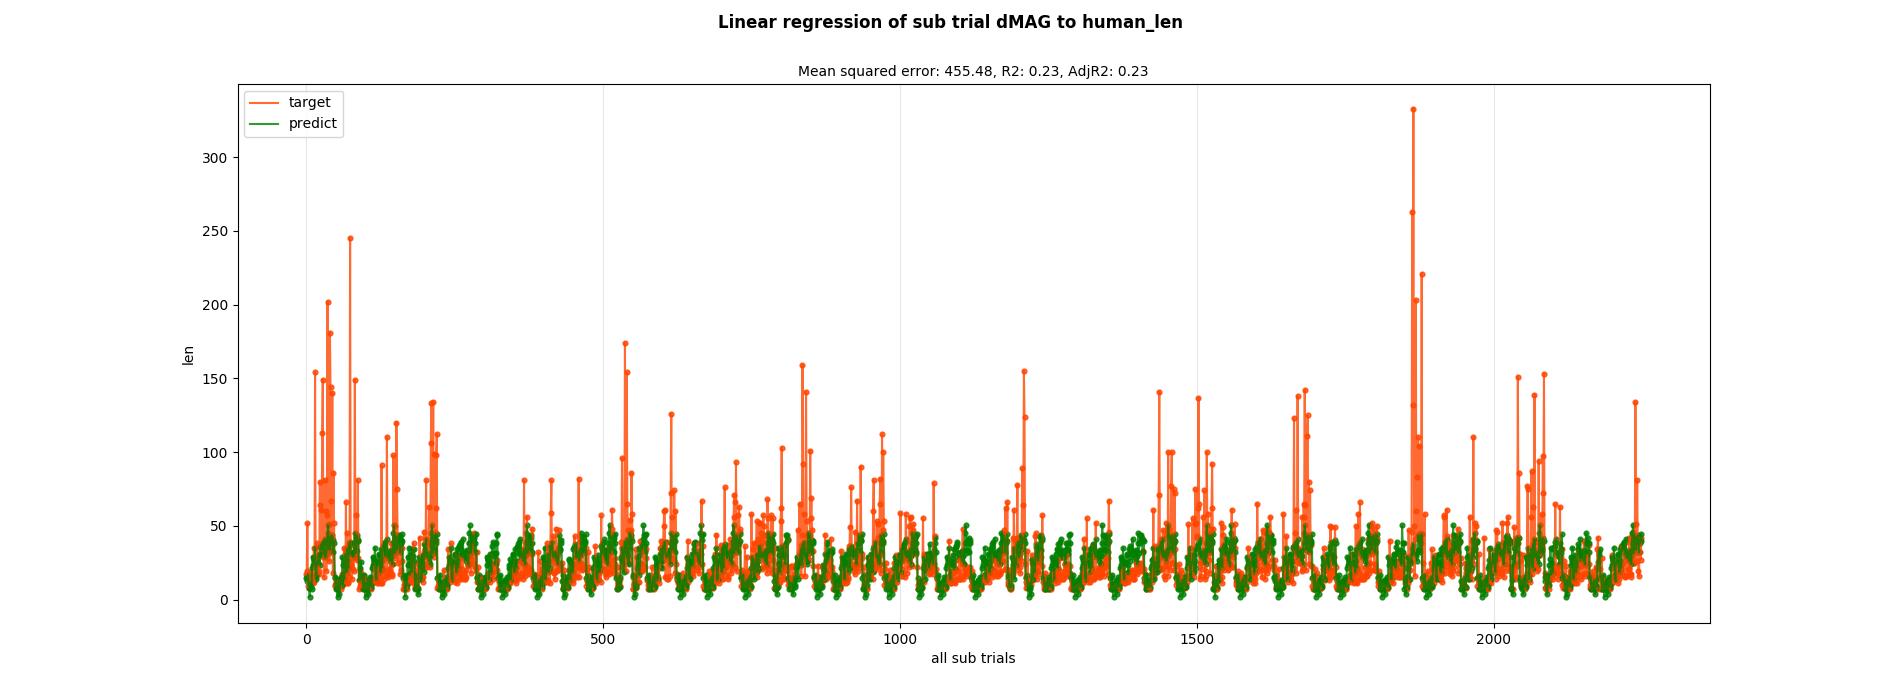 Linear regression of sub trial dMAG to human_len
Mean squared error: 455.48, R2: 0.23, AdjR2: 0.23
target
predict
300
250
200
150
100
50
0
len
0 500 1000 1500 2000
all sub trials